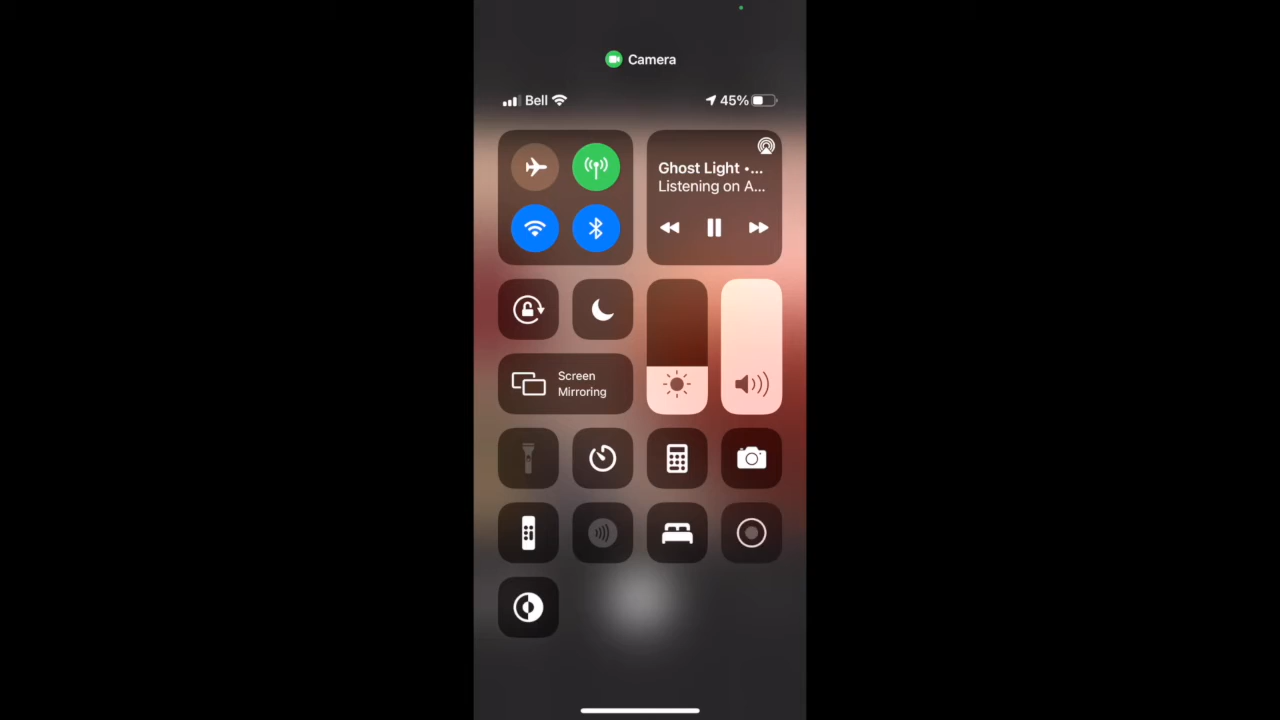 Camera
Bell
45%
Ghost Light •...
Listening on A...
Screen
Mirroring